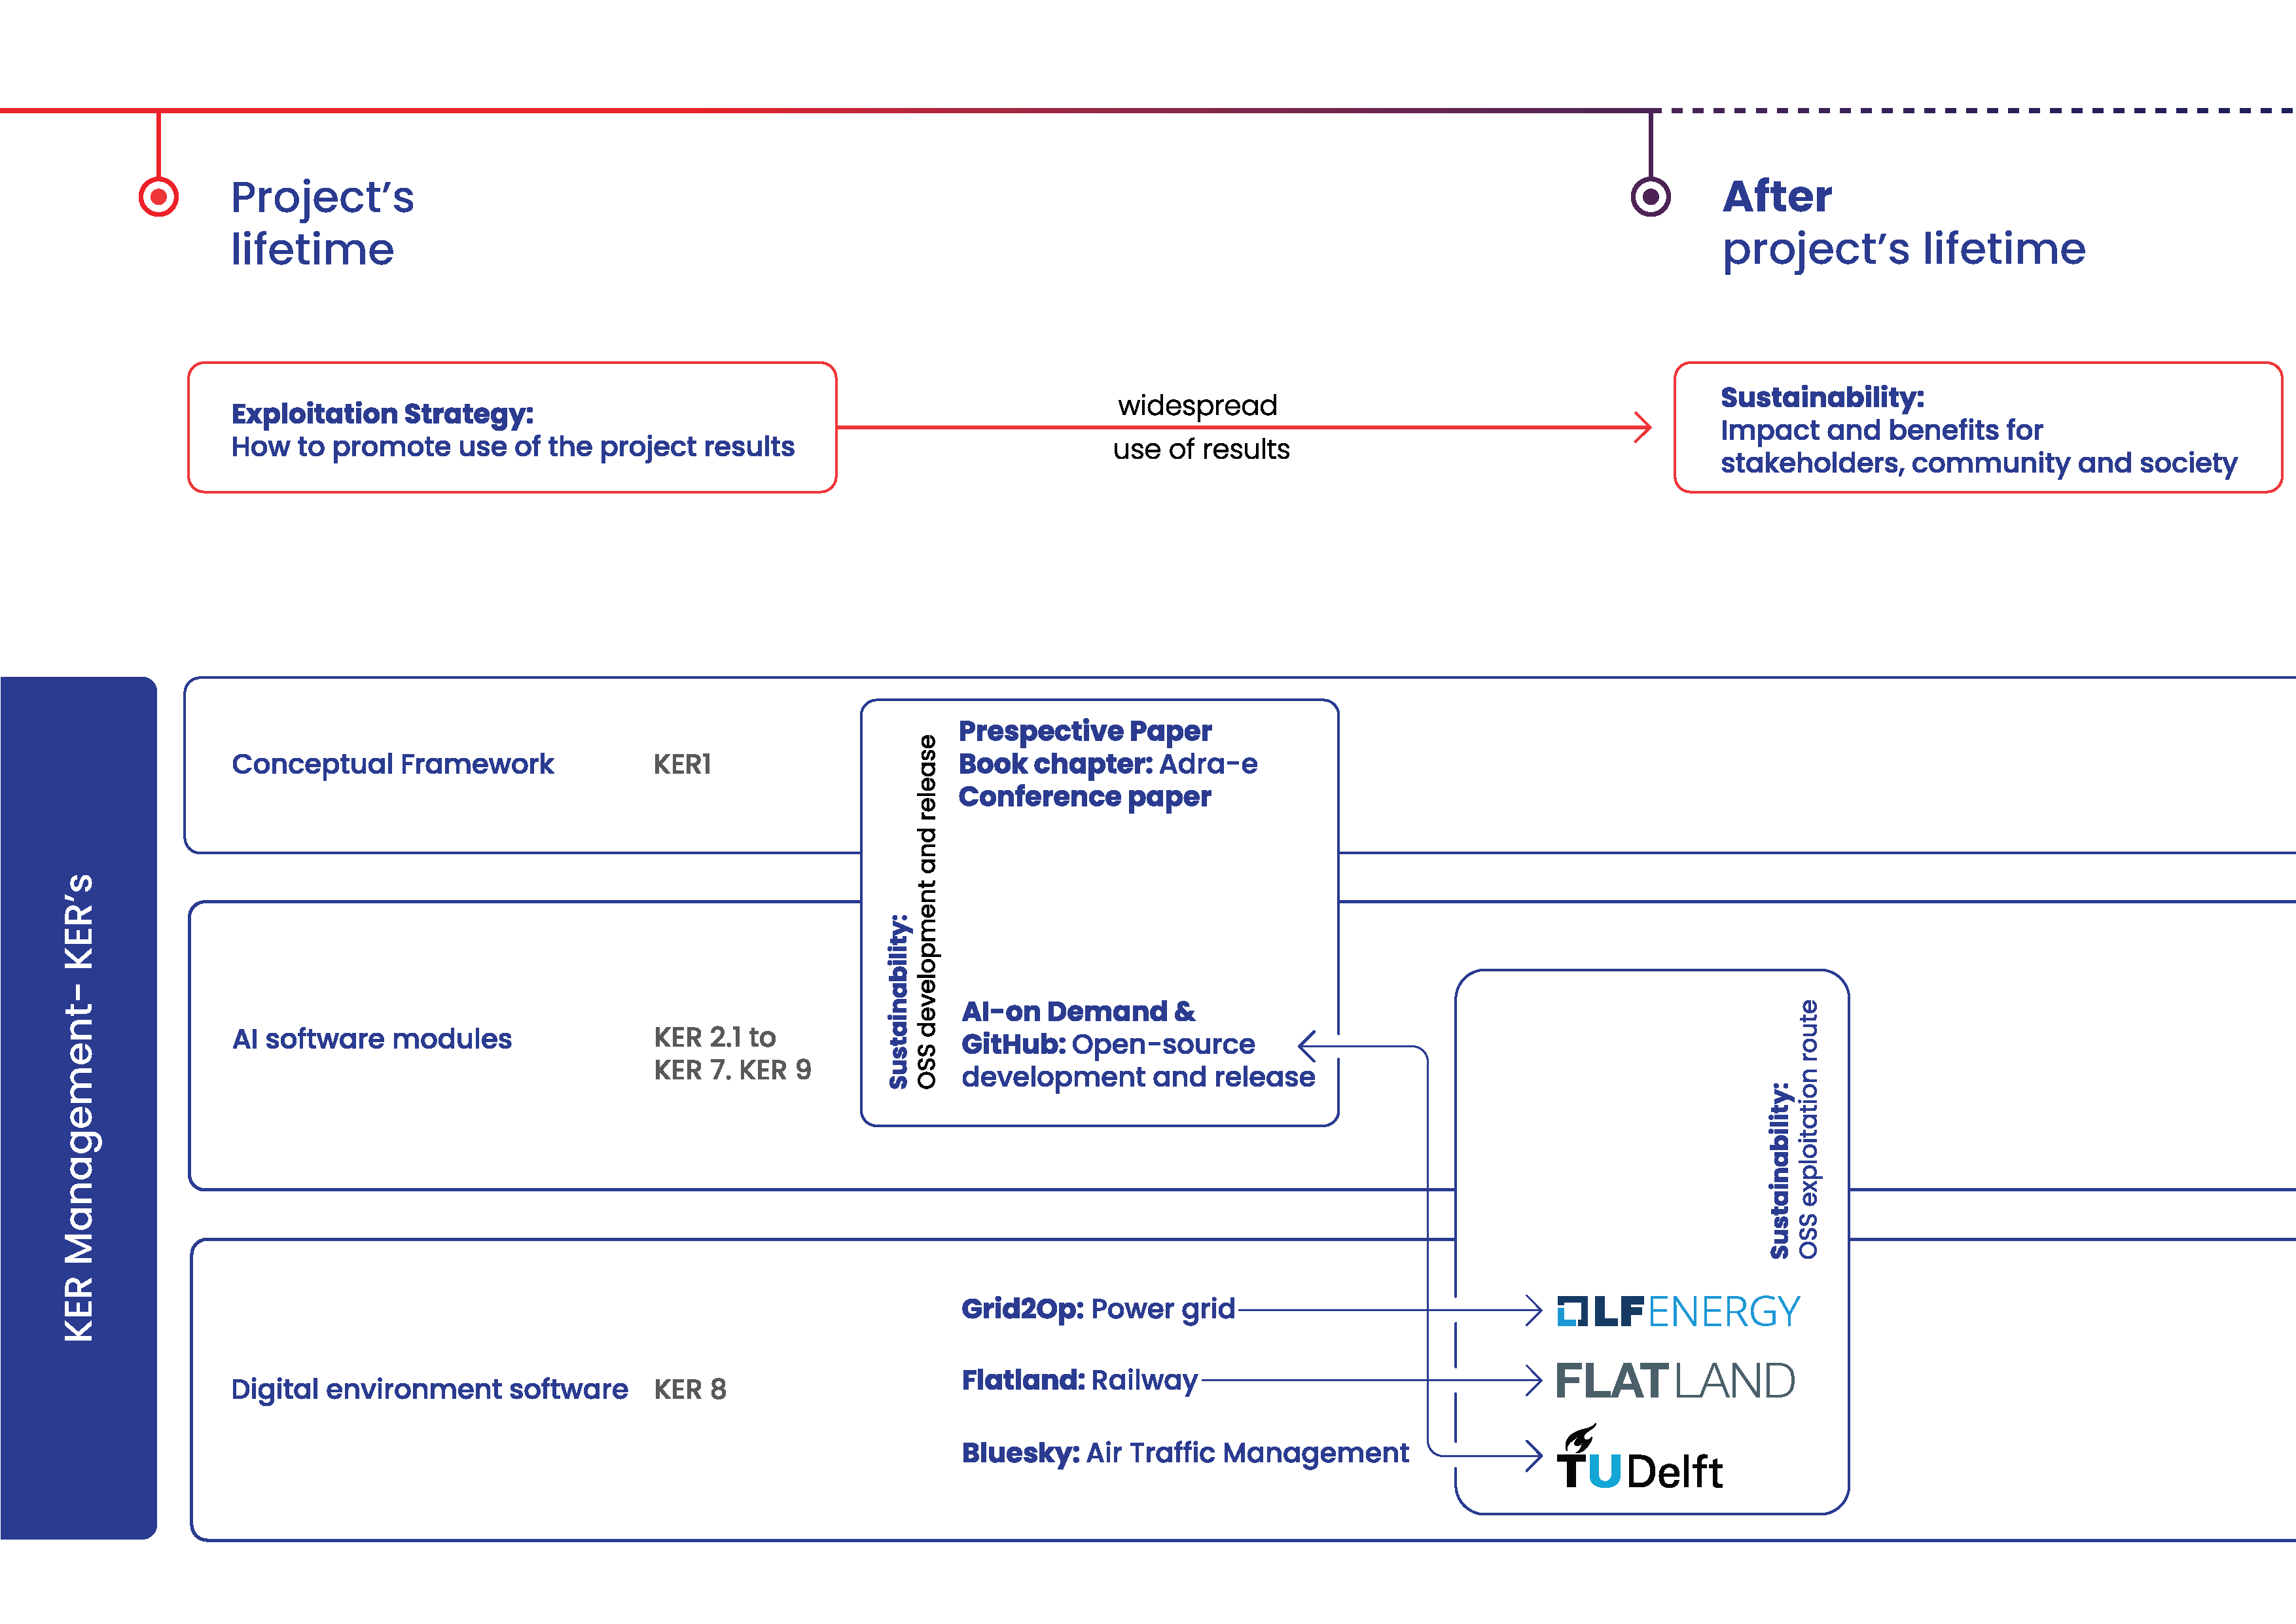 Project’s
lifetime
After
project’s lifetime
Exploitation Strategy:
How to promote use of the project results
widespread
use of results
Sustainability:
Impact and benefits for
stakeholders, community and society
KER Management- KER’s
Conceptual Framework
KER1
Sustainability:
OSS development and release
Prespective Paper
Book chapter: Adra-e
Conference paper
AI software modules
KER 2.1 to
KER 7. KER 9
AI-on Demand &
GitHub: Open-source
development and release
Sustainability:
OSS exploitation route
Digital environment software
KER 8
Grid2Op: Power grid
LFENERGY
Flatland: Railway
FLATLAND
Bluesky: Air Traffic Management
TUDelft